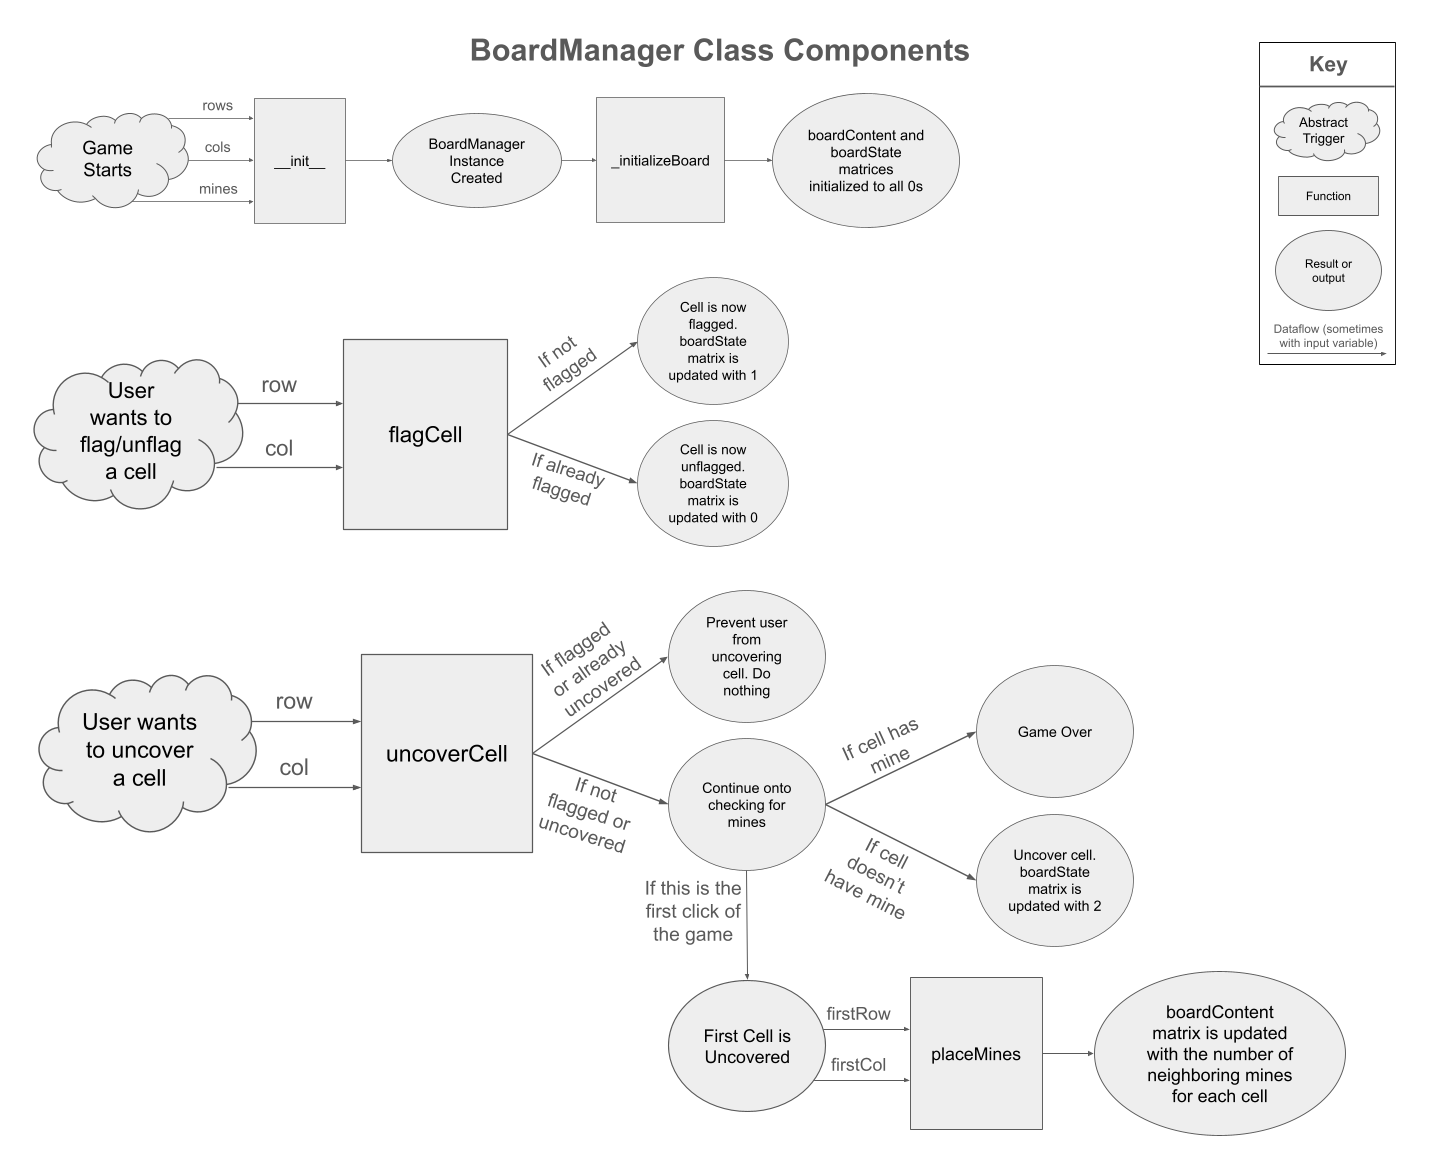 BoardManager Class Components
Key
Abstract
Trigger
Function
Result or
output
Dataflow (sometimes
with input variable)
Game
Starts
rows
cols
mines
__init__
BoardManager
Instance
Created
_initializeBoard
boardContent and
boardState
matrices
initialized to all 0s
User
wants to
flag/unflag
a cell
row
col
flagCell
If not
flagged
Cell is now
flagged.
boardState
matrix is
updated with 1
If already
flagged
Cell is now
unflagged.
boardState
matrix is
updated with 0
User wants
to uncover
a cell
row
col
uncoverCell
If flagged
or already
uncovered
Prevent user
from
uncovering
cell. Do
nothing
If not
flagged or
uncovered
Continue onto
checking for
mines
If cell has
mine
Game Over
If cell
doesn't
have mine
Uncover cell.
boardState
matrix is
updated with 2
If this is the
first click of
the game
First Cell is
Uncovered
firstRow
firstCol
placeMines
boardContent
matrix is updated
with the number of
neighboring mines
for each cell